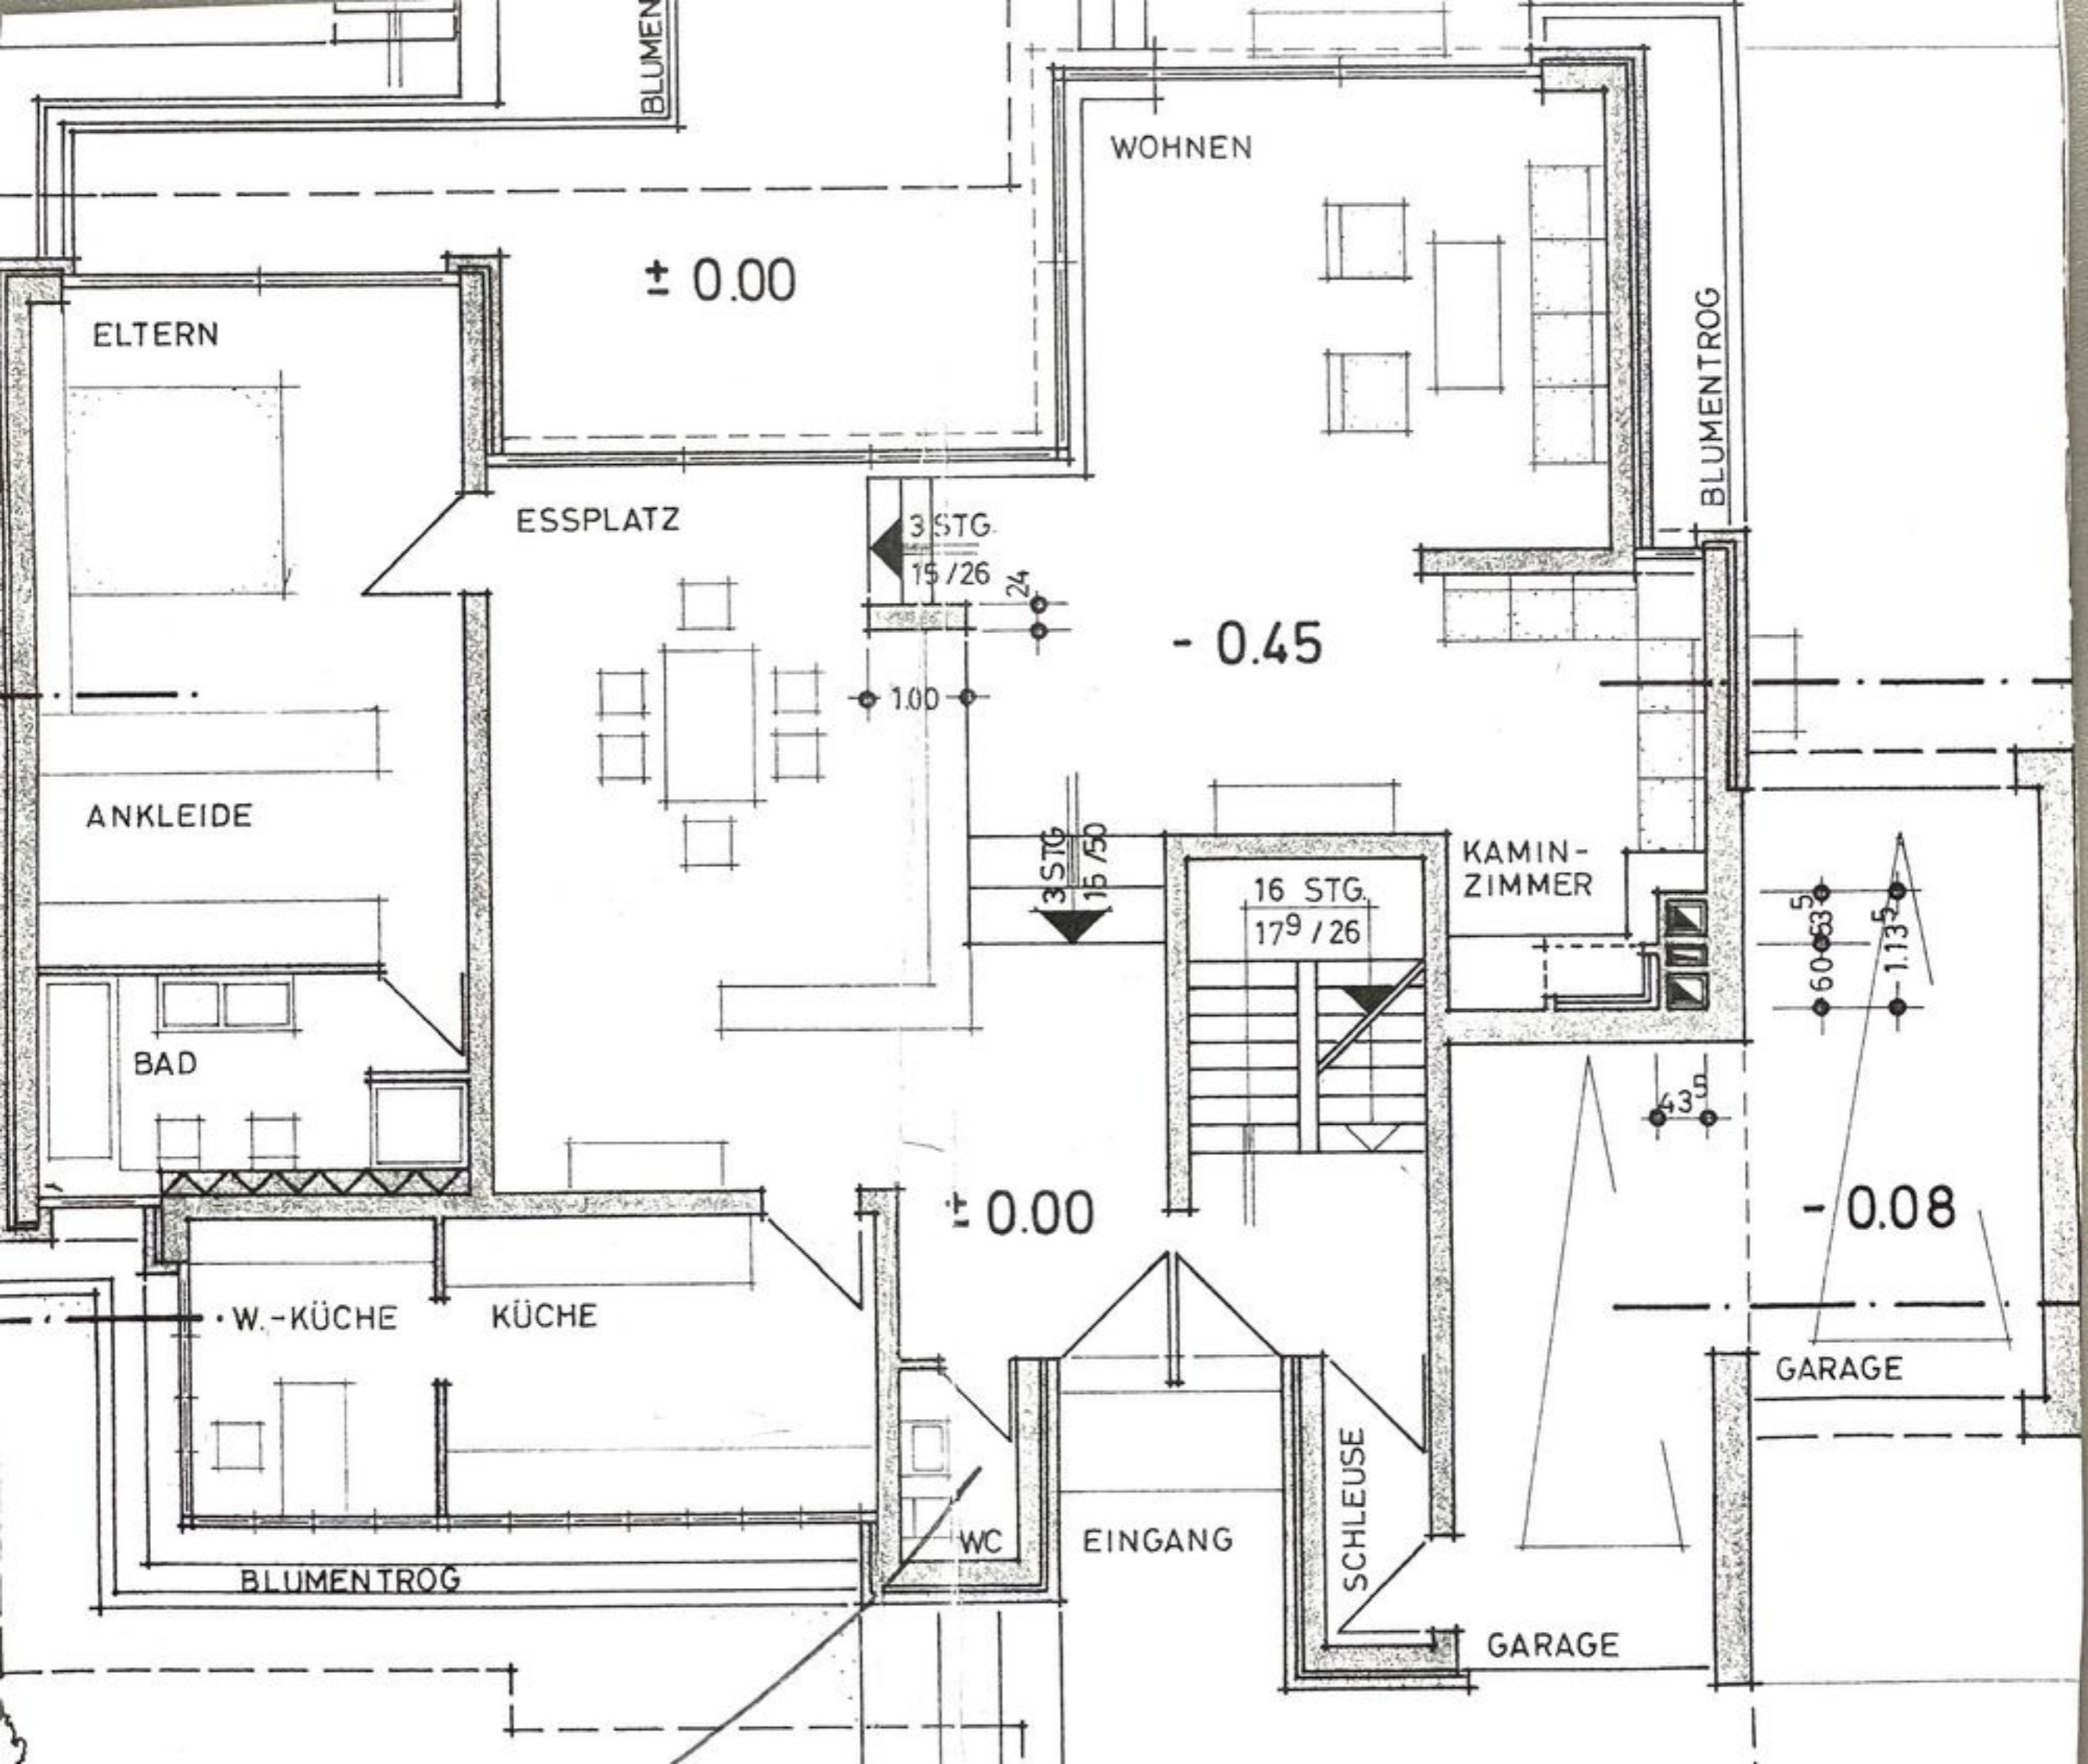 BLUMEN
WOHNEN
± 0.00
ELTERN
BLUMENTROG
ESSPLATZ
3 STG.
15 / 26
24
- 0.45
1.00
ANKLEIDE
3 STG
15 / 50
KAMIN-
ZIMMER
16 STG.
17⁹ / 26
53⁵
60
1.13⁵
BAD
43⁵
± 0.00
- 0.08
W.-KÜCHE
KÜCHE
GARAGE
SCHLEUSE
WC
EINGANG
BLUMENTROG
GARAGE